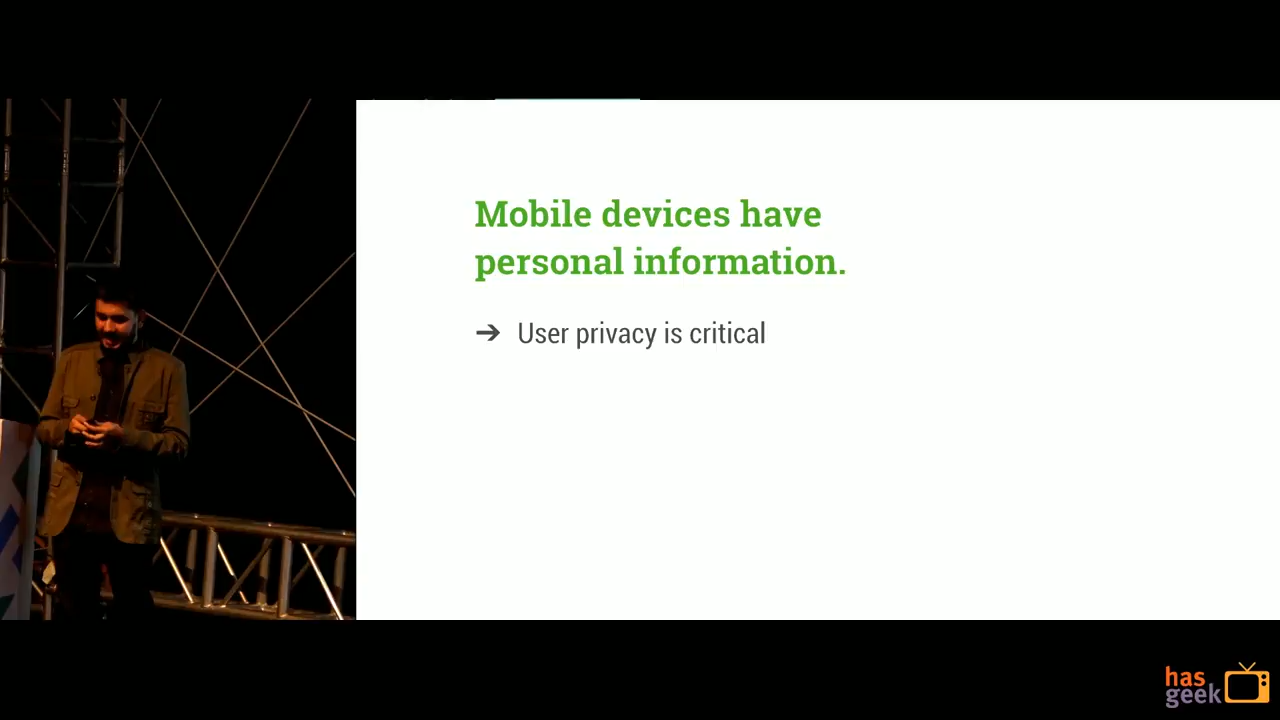 Mobile devices have
personal information.
➔ User privacy is critical
has
geek